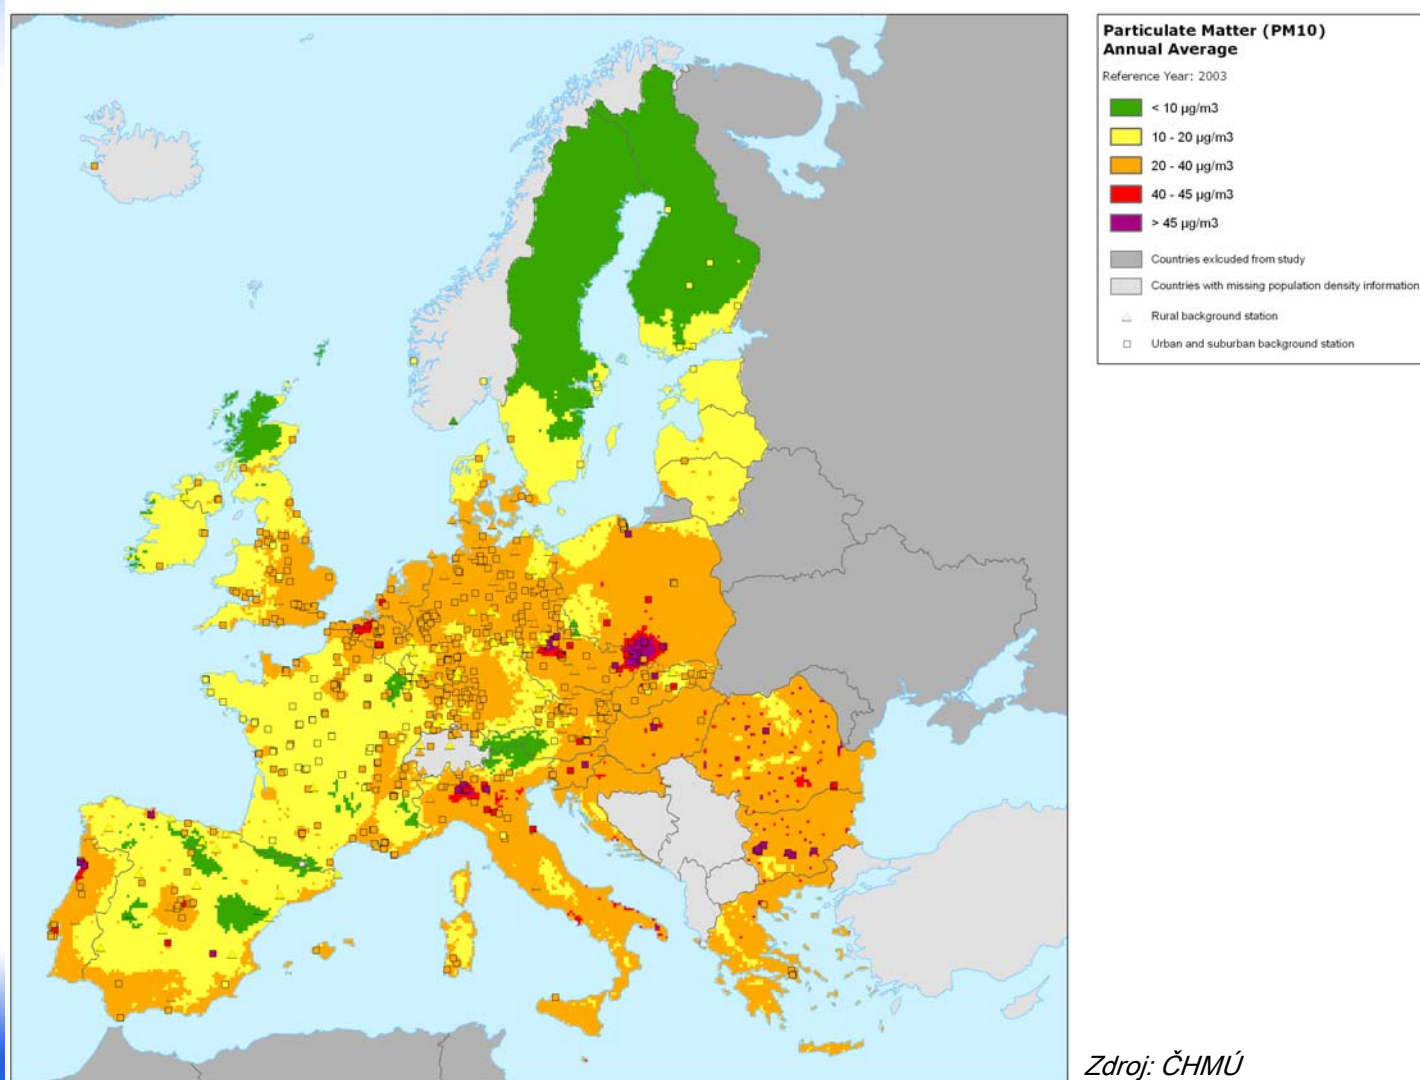 Particulate Matter (PM10)
Annual Average
Reference Year: 2003
< 10 µg/m3
10 - 20 µg/m3
20 - 40 µg/m3
40 - 45 µg/m3
> 45 µg/m3
Countries exlcuded from study
Countries with missing population density information
Rural background station
Urban and suburban background station
Zdroj: ČHMÚ